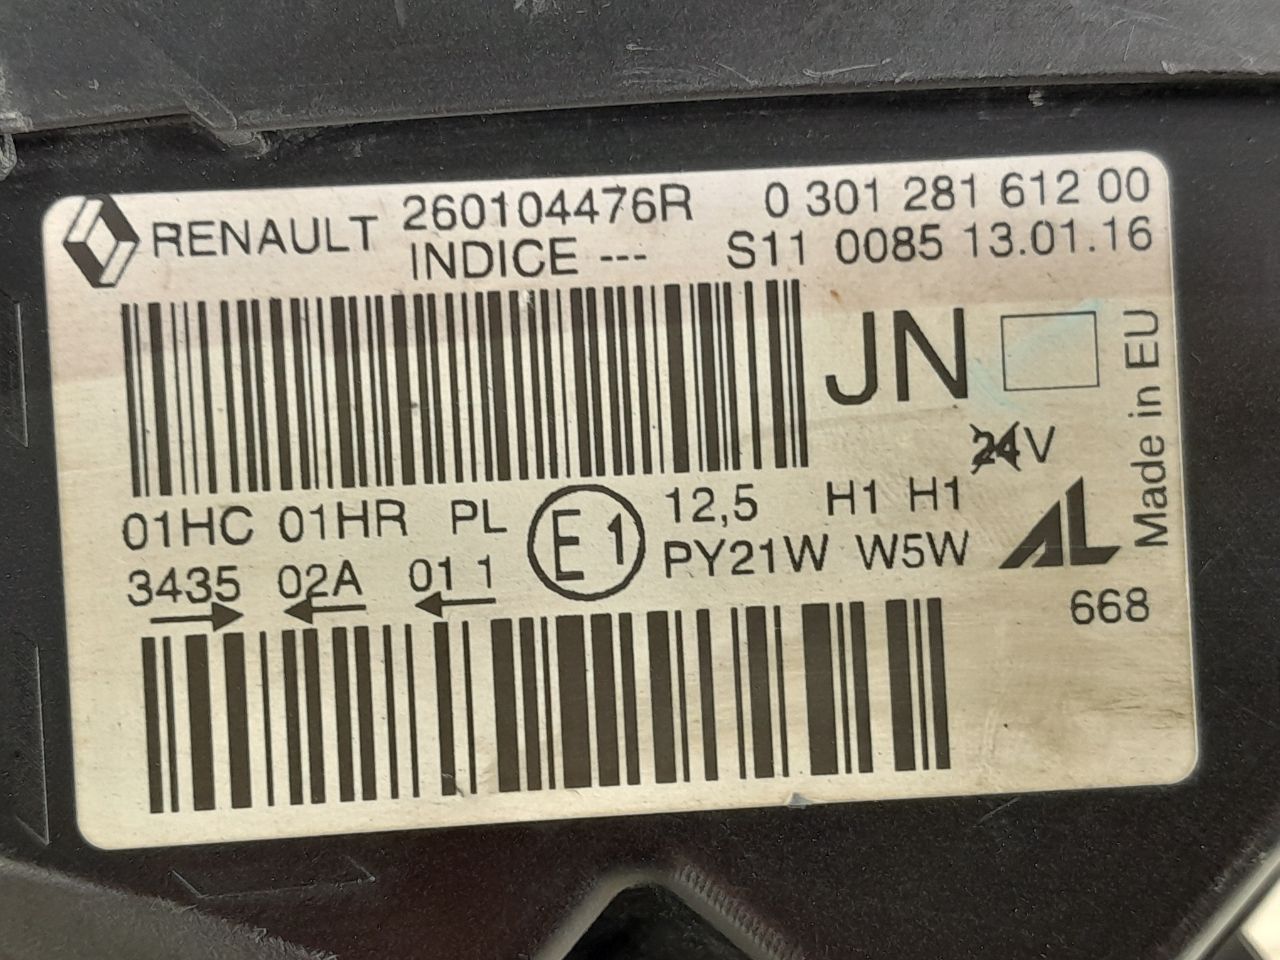 RENAULT 260104476R 0 301 281 612 00
INDICE --- S11 0085 13.01.16
JN
Made in EU
24V
01HC 01HR PL E1 12,5 H1 H1
3435 02A 01 1 PY21W W5W AL
668